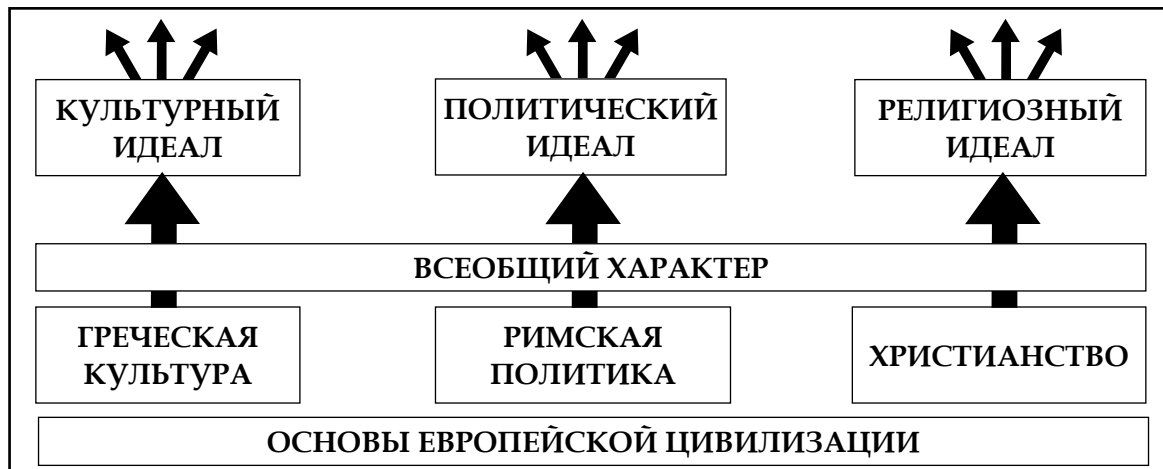 КУЛЬТУРНЫЙ
ИДЕАЛ
ПОЛИТИЧЕСКИЙ
ИДЕАЛ
РЕЛИГИОЗНЫЙ
ИДЕАЛ
ВСЕОБЩИЙ ХАРАКТЕР
ГРЕЧЕСКАЯ
КУЛЬТУРА
РИМСКАЯ
ПОЛИТИКА
ХРИСТИАНСТВО
ОСНОВЫ ЕВРОПЕЙСКОЙ ЦИВИЛИЗАЦИИ